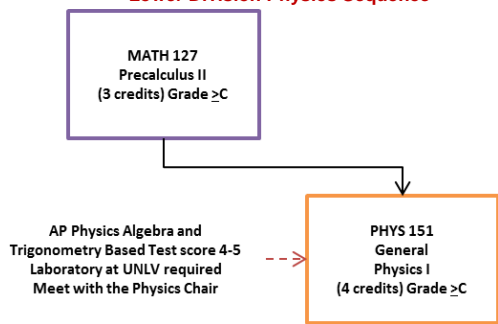 Lower Division Physics Sequence
MATH 127
Precalculus II
(3 credits) Grade >C
AP Physics Algebra and
Trigonometry Based Test score 4-5
Laboratory at UNLV required
Meet with the Physics Chair
PHYS 151
General
Physics I
(4 credits) Grade >C